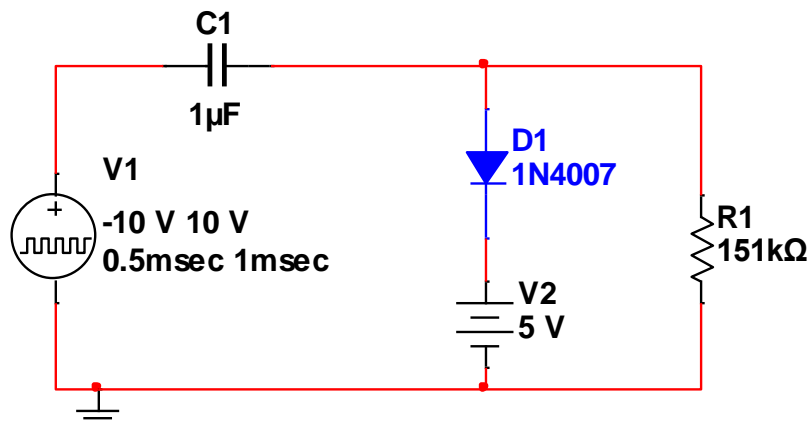 C1
1µF
V1
+
-10 V 10 V
0.5msec 1msec
D1
1N4007
V2
5 V
R1
151kΩ